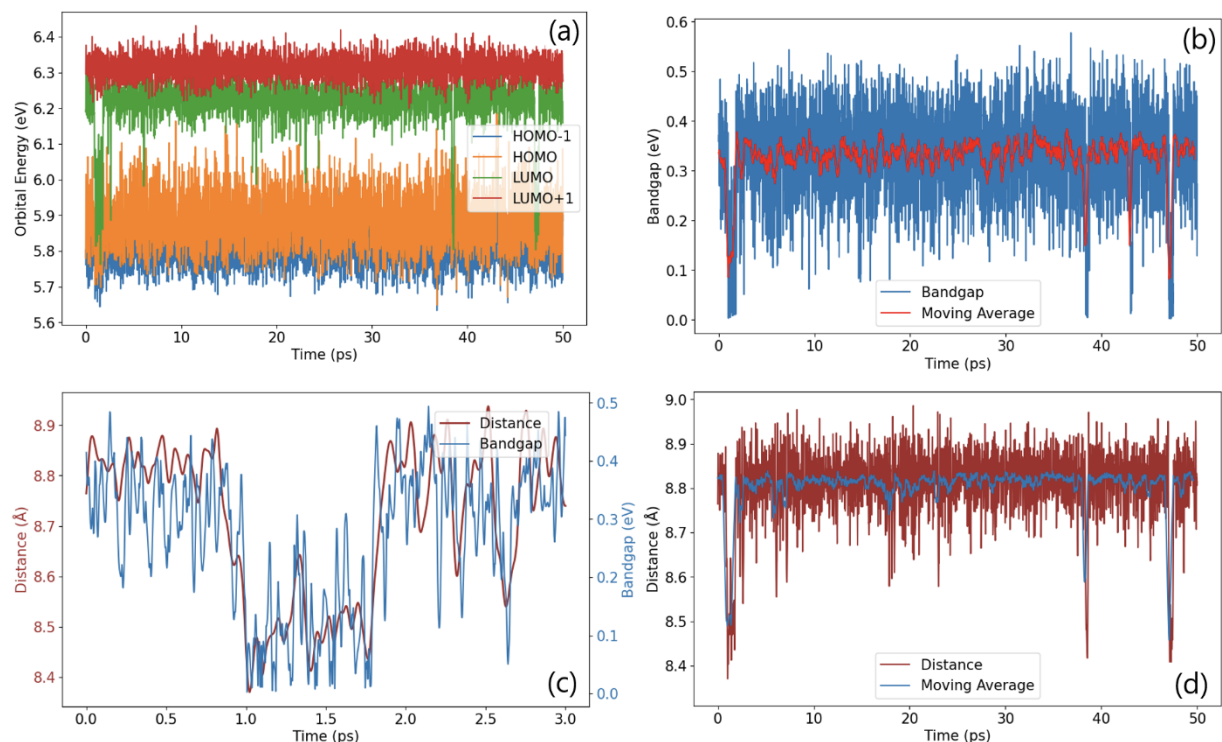 (a)
6.4
6.3
6.2
6.1
6.0
5.9
5.8
5.7
5.6
Orbital Energy (eV)
HOMO-1
HOMO
LUMO
LUMO+1
0 10 20 30 40 50
Time (ps)
(b)
0.6
0.5
0.4
0.3
0.2
0.1
0.0
Bandgap (eV)
Bandgap
Moving Average
0 10 20 30 40 50
Time (ps)
8.9
8.8
8.7
8.6
8.5
8.4
Distance (Å)
Distance
Bandgap
0.5
0.4
0.3
0.2
0.1
0.0
Bandgap (eV)
(c)
0.0 0.5 1.0 1.5 2.0 2.5 3.0
Time (ps)
9.0
8.9
8.8
8.7
8.6
8.5
8.4
8.3
Distance (Å)
Distance
Moving Average
(d)
0 10 20 30 40 50
Time (ps)